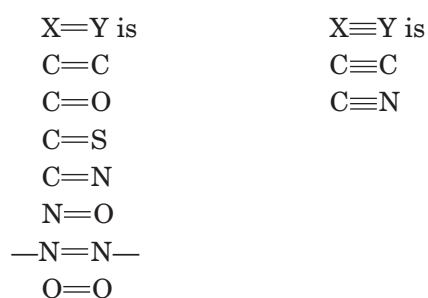 X=Y is
C=C
C=O
C=S
C=N
N=O
—N=N—
O=O
X≡Y is
C≡C
C≡N